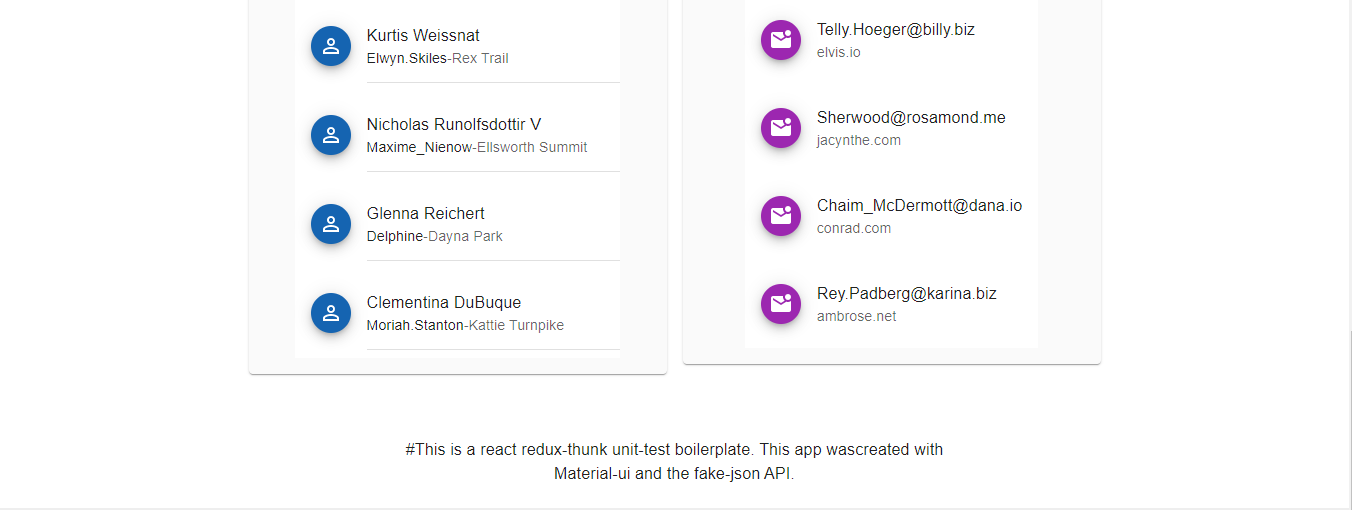 Kurtis Weissnat
Elwyn.Skiles-Rex Trail
Nicholas Runolfsdottir V
Maxime_Nienow-Ellsworth Summit
Glenna Reichert
Delphine-Dayna Park
Clementina DuBuque
Moriah.Stanton-Kattie Turnpike
Telly.Hoeger@billy.biz
elvis.io
Sherwood@rosamond.me
jacynthe.com
Chaim_McDermott@dana.io
conrad.com
Rey.Padberg@karina.biz
ambrose.net
#This is a react redux-thunk unit-test boilerplate. This app wascreated with
Material-ui and the fake-json API.